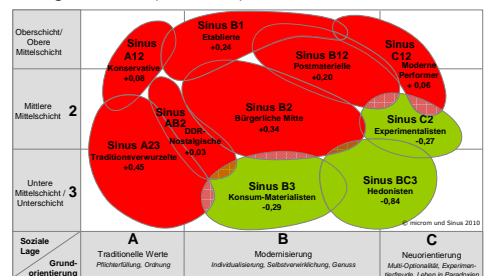 Oberschicht/
Obere
Mittelschicht
Mittlere
Mittelschicht
2
Untere
Mittelschicht /
Unterschicht
3
Sinus
A12
Konservative
+0,06
Sinus B1
Etablierte
+0,24
Sinus B12
Postmaterielle
+0,20
Sinus
C12
Moderne
Performer
+ 0,06
Sinus
AB2
DDR-
Nostalgische
+0,03
Sinus B2
Bürgerliche Mitte
+0,34
Sinus C2
Experimentalisten
-0,27
Sinus A23
Traditionsverwurzelte
+0,45
Sinus B3
Konsum-Materialisten
-0,29
Sinus BC3
Hedonisten
-0,84
© microm und Sinus 2010
Soziale
Lage
Grund-
orientierung
A
Traditionelle Werte
Pflichterfüllung, Ordnung
B
Modernisierung
Individualisierung, Selbstverwirklichung, Genuss
C
Neuorientierung
Multi-Optionalität, Experimen-
tierfreude, Leben in Paradoxien